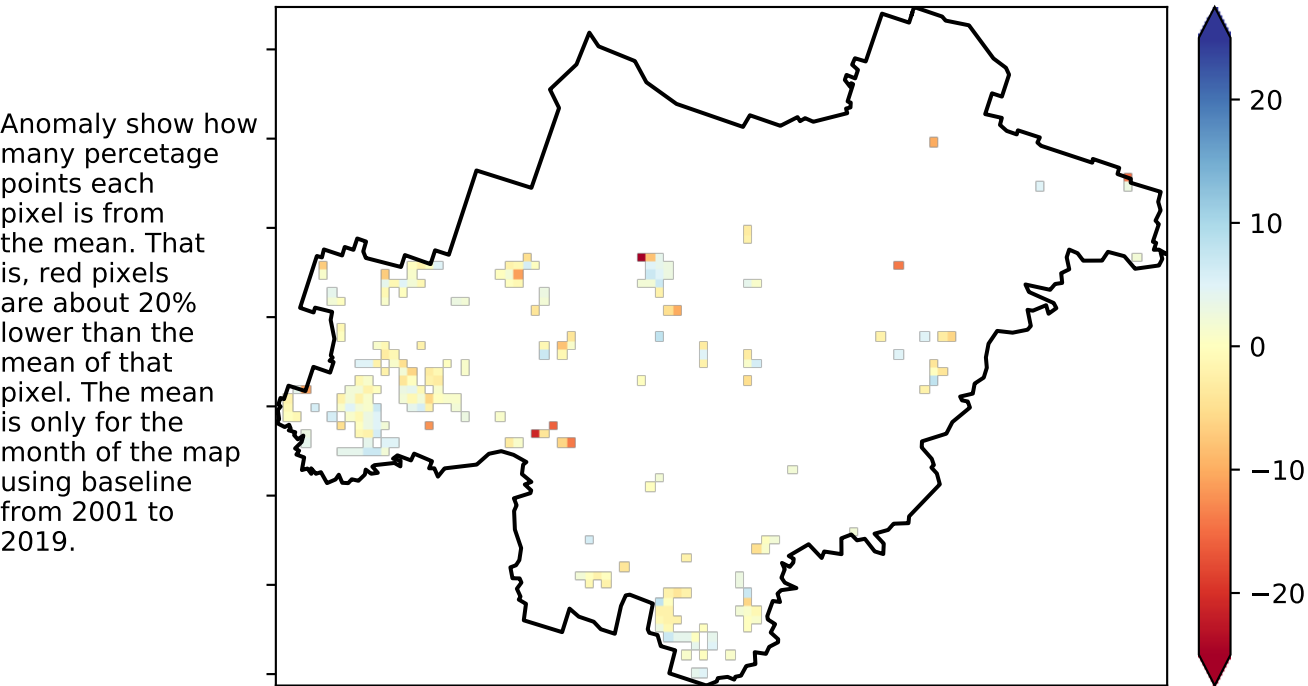 Anomaly show how
many percetage
points each
pixel is from
the mean. That
is, red pixels
are about 20%
lower than the
mean of that
pixel. The mean
is only for the
month of the map
using baseline
from 2001 to
2019.
20
10
0
−10
−20